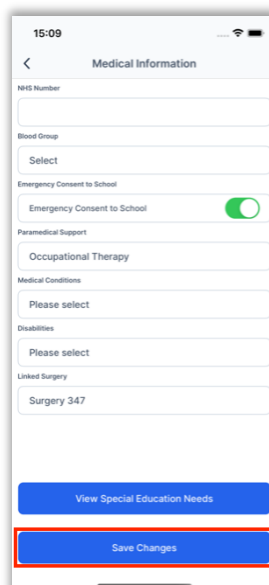 15:09
Medical Information
NHS Number
Blood Group
Select
Emergency Consent to School
Emergency Consent to School
Paramedical Support
Occupational Therapy
Medical Conditions
Please select
Disabilities
Please select
Linked Surgery
Surgery 347
View Special Education Needs
Save Changes